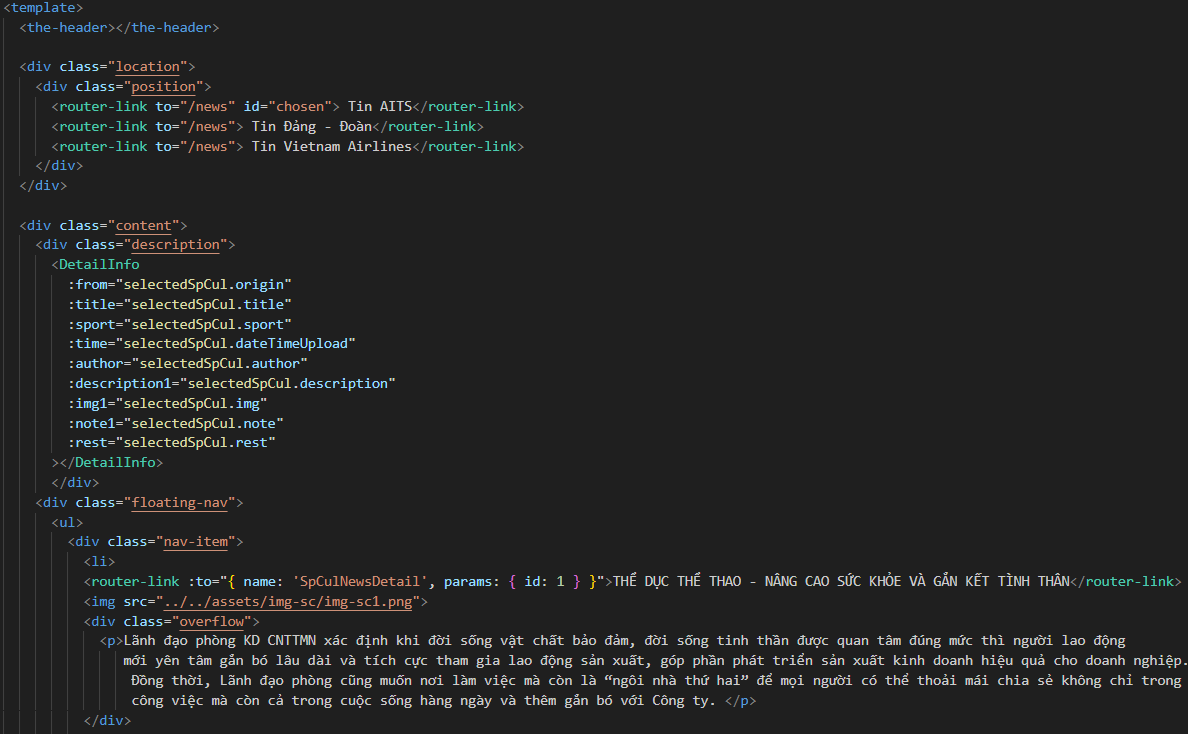 <template>
<the-header></the-header>
<div class="location">
<div class="position">
<router-link to="/news" id="chosen"> Tin AITS</router-link>
<router-link to="/news"> Tin Đảng - Đoàn</router-link>
<router-link to="/news"> Tin Vietnam Airlines</router-link>
</div>
</div>
<div class="content">
<div class="description">
<DetailInfo
:from="selectedSpCul.origin"
:title="selectedSpCul.title"
:sport="selectedSpCul.sport"
:time="selectedSpCul.dateTimeUpload"
:author="selectedSpCul.author"
:description1="selectedSpCul.description"
:img1="selectedSpCul.img"
:note1="selectedSpCul.note"
:rest="selectedSpCul.rest"
></DetailInfo>
</div>
<div class="floating-nav">
<ul>
<div class="nav-item">
<li>
<router-link :to="{ name: 'SpCulNewsDetail', params: { id: 1 } }">THỂ DỤC THỂ THAO - NÂNG CAO SỨC KHỎE VÀ GẮN KẾT TÌNH THÂN</router-link>
<img src="../../assets/img-sc/img-sc1.png">
<div class="overflow">
<p>Lãnh đạo phòng KD CNTTMN xác định khi đời sống vật chất bảo đảm, đời sống tinh thần được quan tâm đúng mức thì người lao động
mới yên tâm gắn bó lâu dài và tích cực tham gia lao động sản xuất, góp phần phát triển sản xuất kinh doanh hiệu quả cho doanh nghiệp.
Đồng thời, Lãnh đạo phòng cũng muốn nơi làm việc mà còn là “ngôi nhà thứ hai” để mọi người có thể thoải mái chia sẻ không chỉ trong
công việc mà còn cả trong cuộc sống hàng ngày và thêm gắn bó với Công ty. </p>
</div>